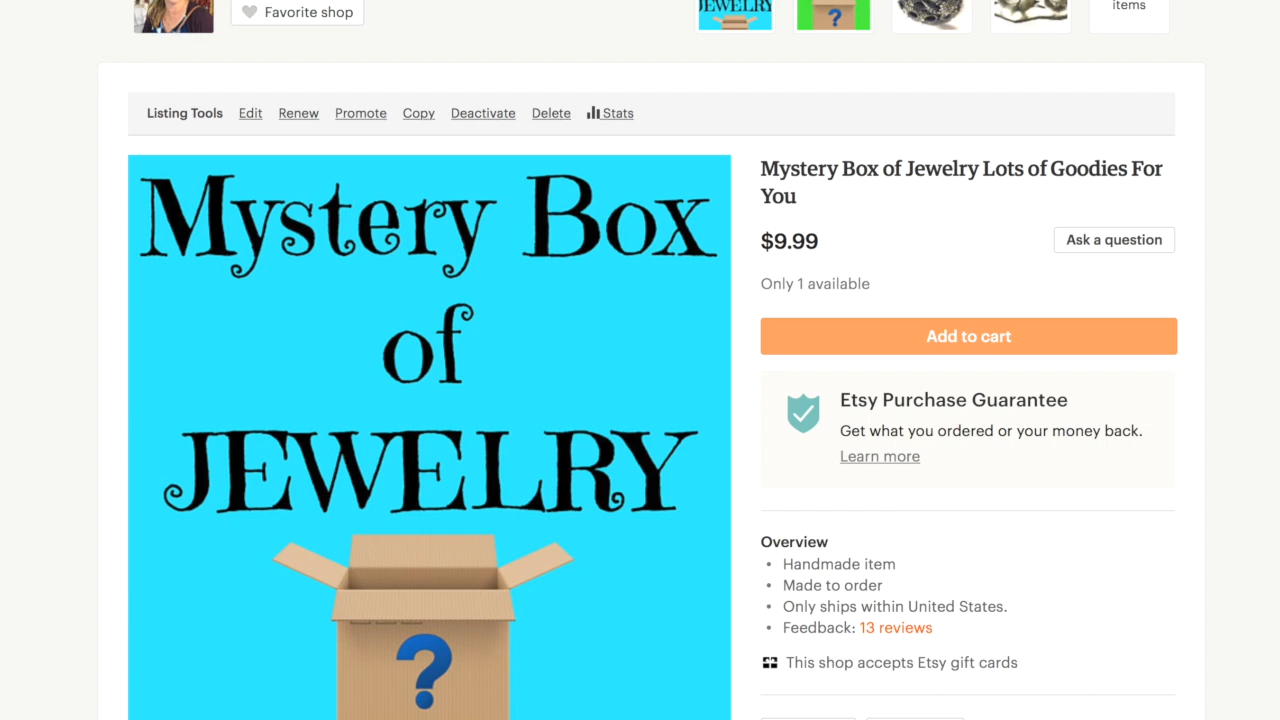 Favorite shop
JEWELRY
?
items
Listing Tools Edit Renew Promote Copy Deactivate Delete Stats
Mystery Box
of
JEWELRY
?
Mystery Box of Jewelry Lots of Goodies For
You
$9.99
Ask a question
Only 1 available
Add to cart
Etsy Purchase Guarantee
Get what you ordered or your money back.
Learn more
Overview
• Handmade item
• Made to order
• Only ships within United States.
• Feedback: 13 reviews
This shop accepts Etsy gift cards